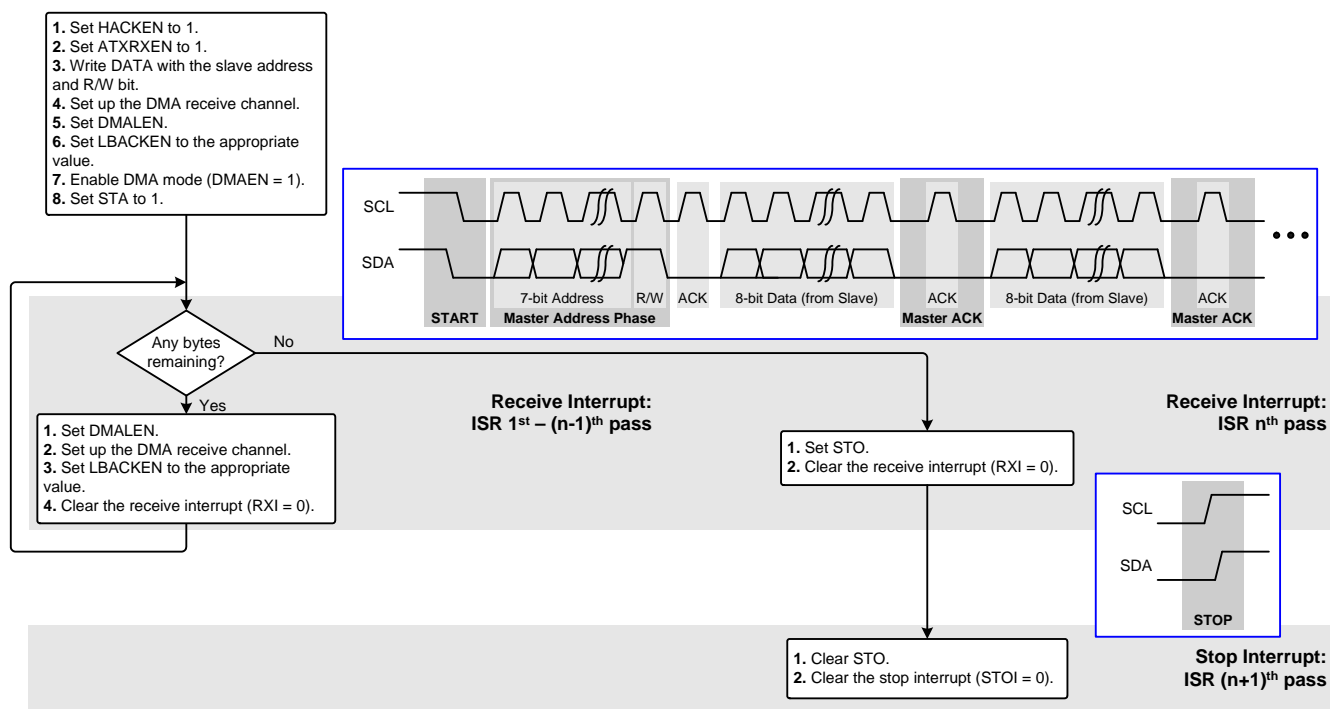 1. Set HACKEN to 1.
2. Set ATXRXEN to 1.
3. Write DATA with the slave address
and R/W bit.
4. Set up the DMA receive channel.
5. Set DMALEN.
6. Set LBACKEN to the appropriate
value.
7. Enable DMA mode (DMAEN = 1).
8. Set STA to 1.
SCL
SDA
7-bit Address
R/W
ACK
8-bit Data (from Slave)
ACK
8-bit Data (from Slave)
ACK
START
Master Address Phase
Master ACK
Master ACK
Any bytes
remaining?
No
Yes
Receive Interrupt:
ISR 1st – (n-1)th pass
Receive Interrupt:
ISR nth pass
1. Set DMALEN.
2. Set up the DMA receive channel.
3. Set LBACKEN to the appropriate
value.
4. Clear the receive interrupt (RXI = 0).
1. Set STO.
2. Clear the receive interrupt (RXI = 0).
SCL
SDA
STOP
1. Clear STO.
2. Clear the stop interrupt (STOI = 0).
Stop Interrupt:
ISR (n+1)th pass